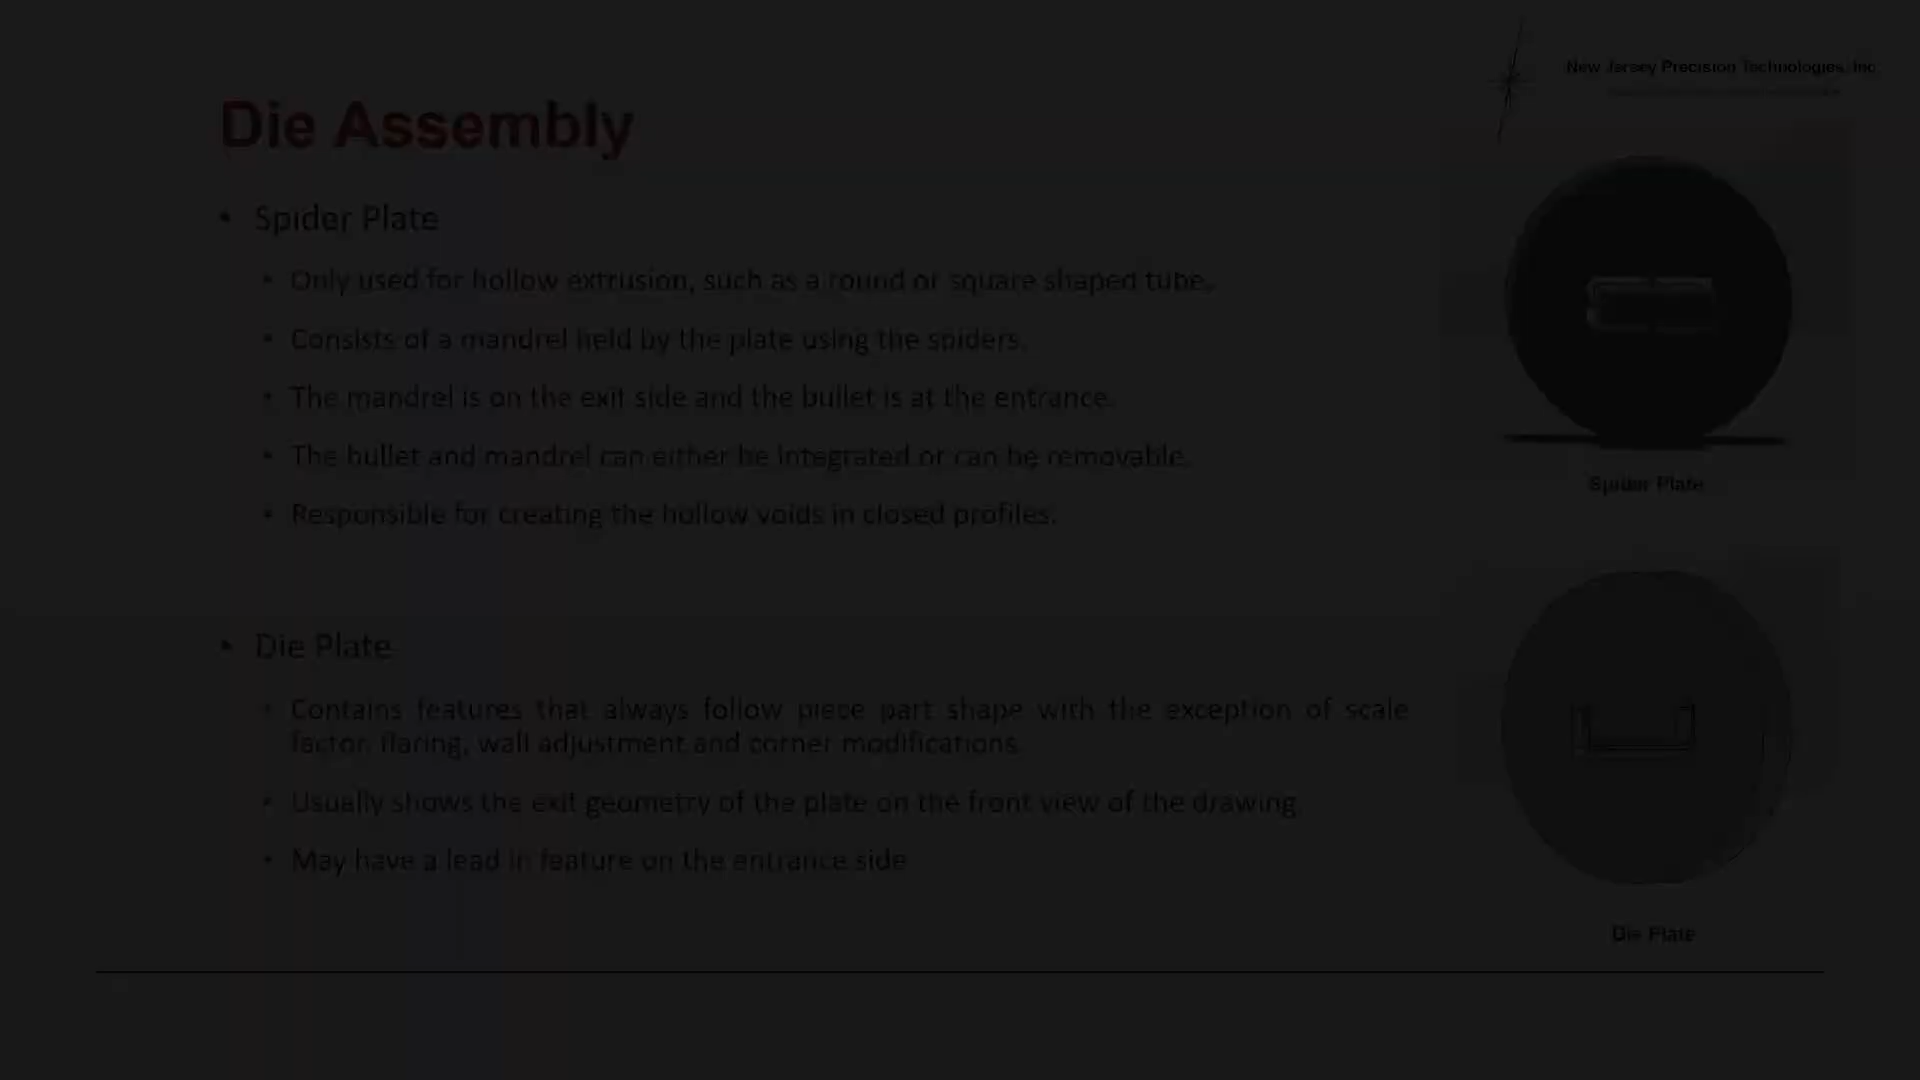 New Jersey Precision Technologies, Inc
Die Assembly
• Spider Plate
• Only used for hollow extrusion, such as a round or square shaped tube.
• Consists of a mandrel held by the plate using the spiders.
• The mandrel is on the exit side and the bullet is at the entrance.
• The bullet and mandrel can either be integrated or can be removable.
• Responsible for creating the hollow voids in closed profiles.
Spider Plate
• Die Plate
• Contains features that always follow piece part shape with the exception of scale
factor, flaring, wall adjustment and corner modifications.
• Usually shows the exit geometry of the plate on the front view of the drawing.
• May have a lead in feature on the entrance side
Die Plate